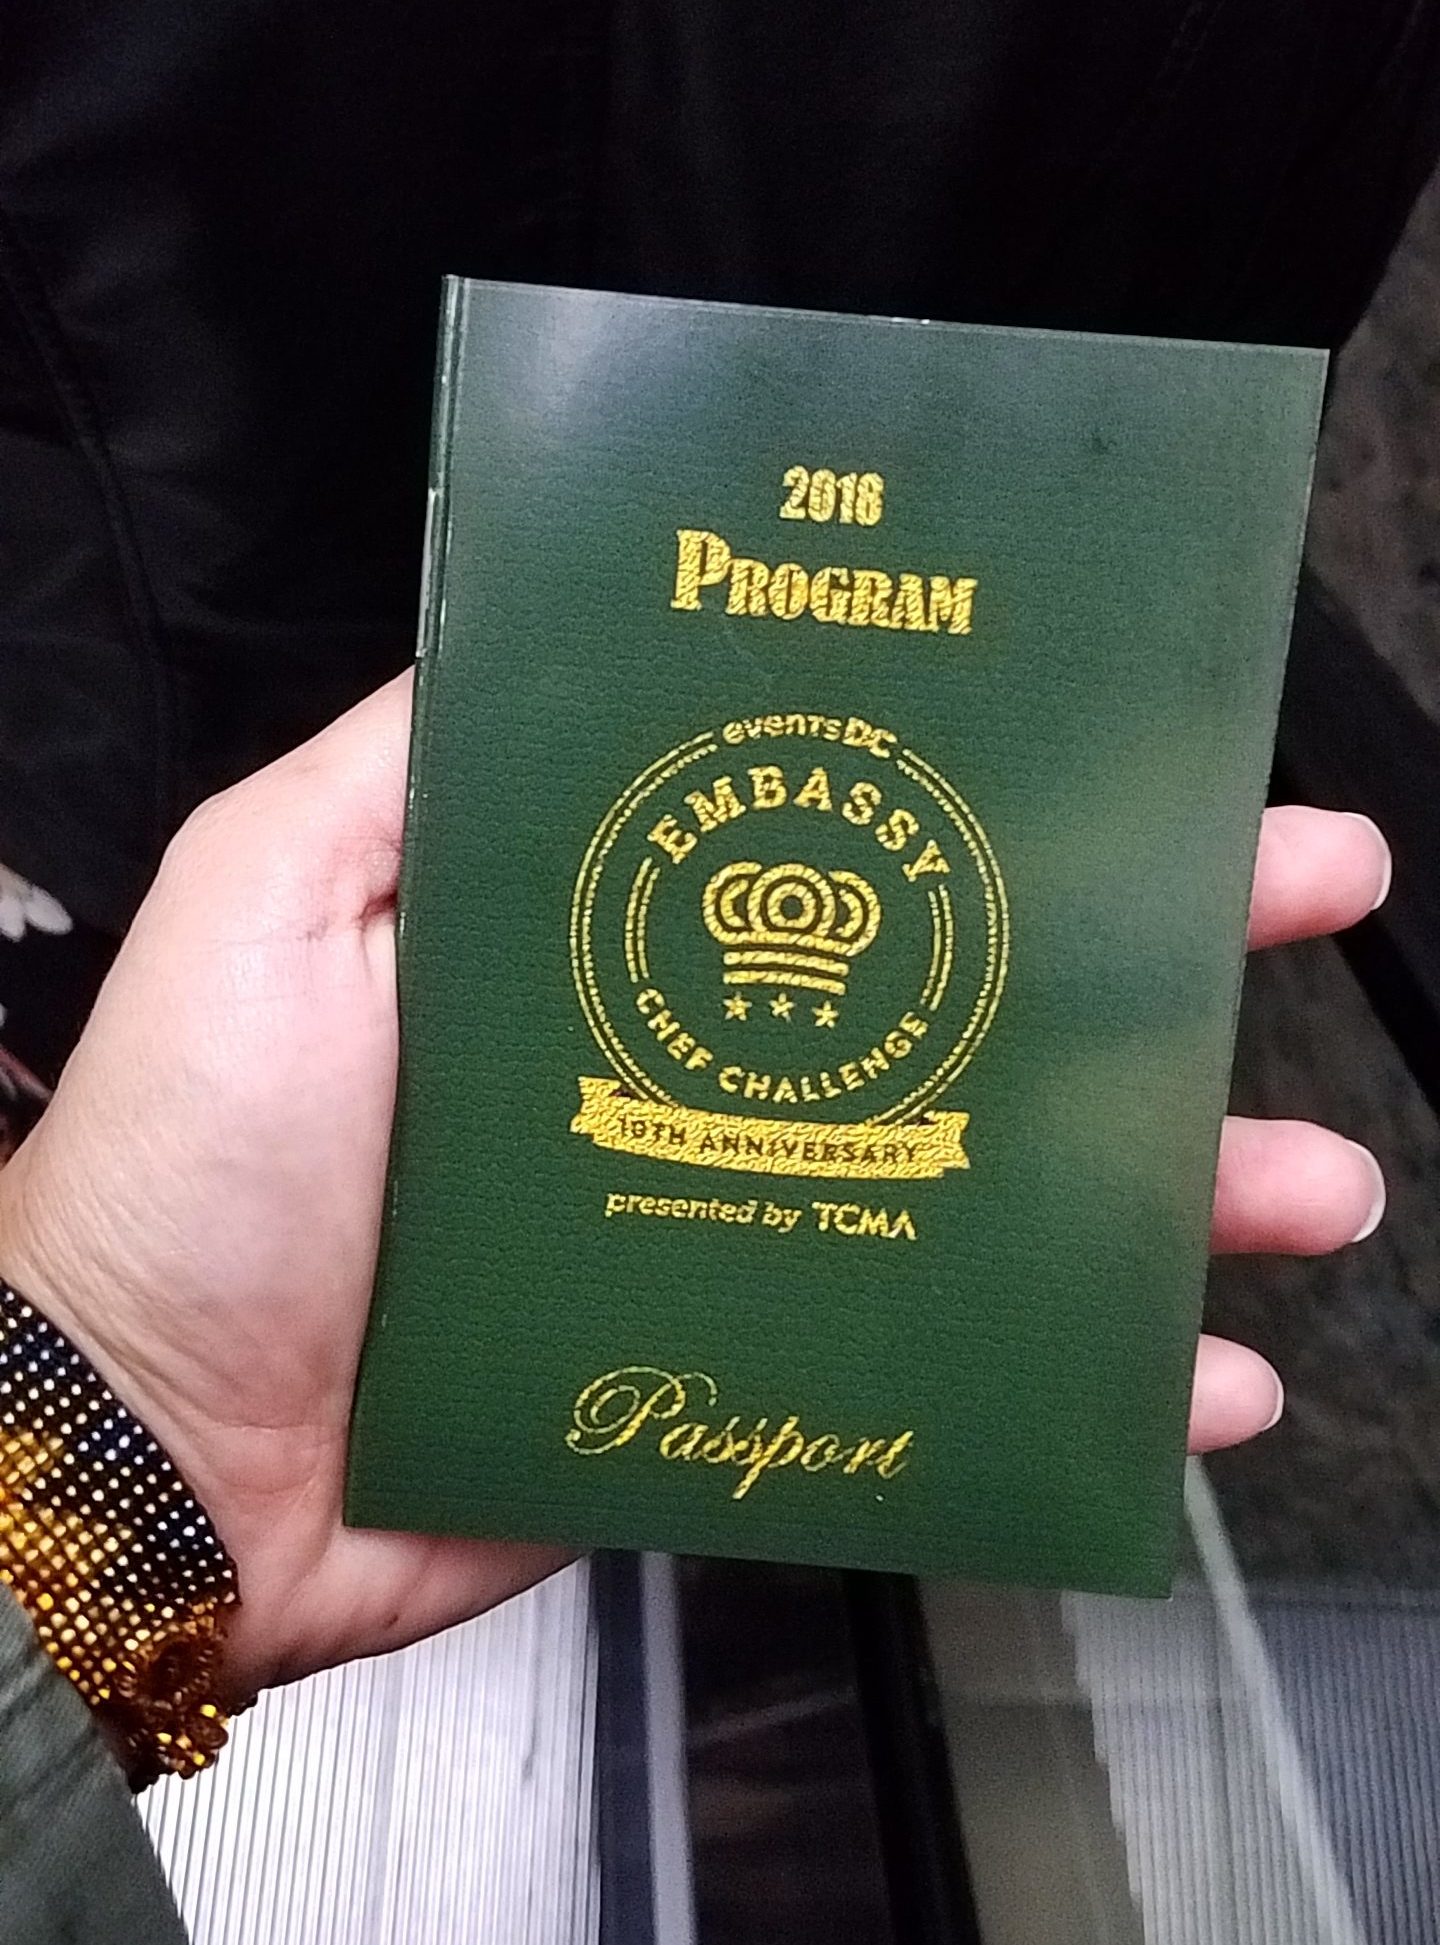 2018
PROGRAM
eventsDC
EMBASSY
CHEF CHALLENGE
10TH ANNIVERSARY
presented by TCMA
Passport